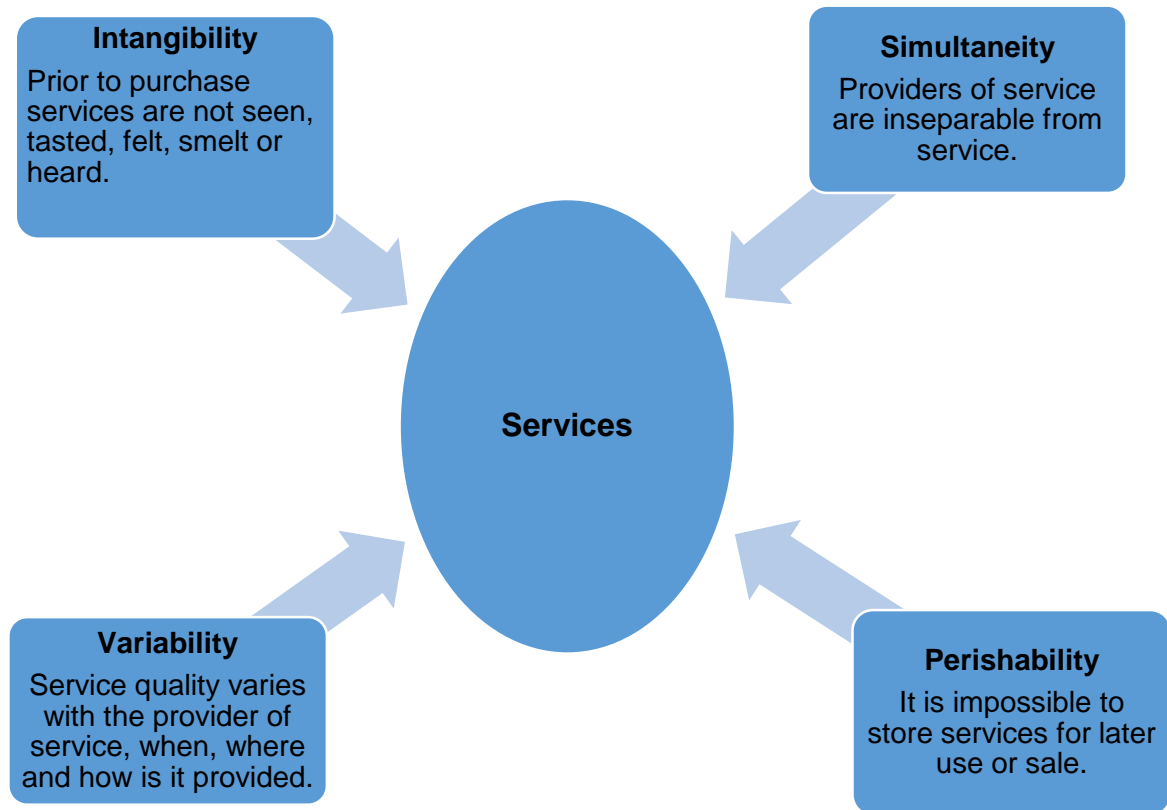 Intangibility
Prior to purchase
services are not seen,
tasted, felt, smelt or
heard.
Simultaneity
Providers of service
are inseparable from
service.
Services
Variability
Service quality varies
with the provider of
service, when, where
and how is it provided.
Perishability
It is impossible to
store services for later
use or sale.